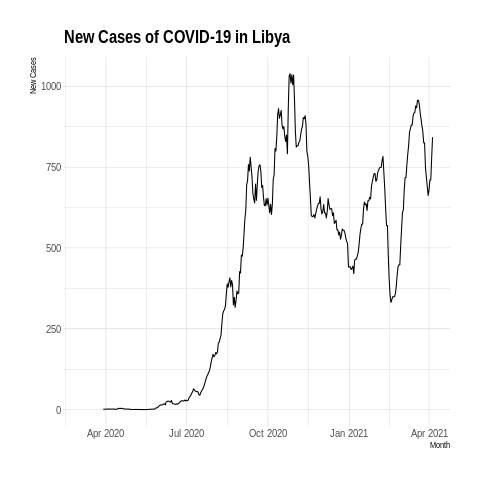 New Cases of COVID-19 in Libya
New Cases
1000
750
500
250
0
Apr 2020 Jul 2020 Oct 2020 Jan 2021 Apr 2021
Month